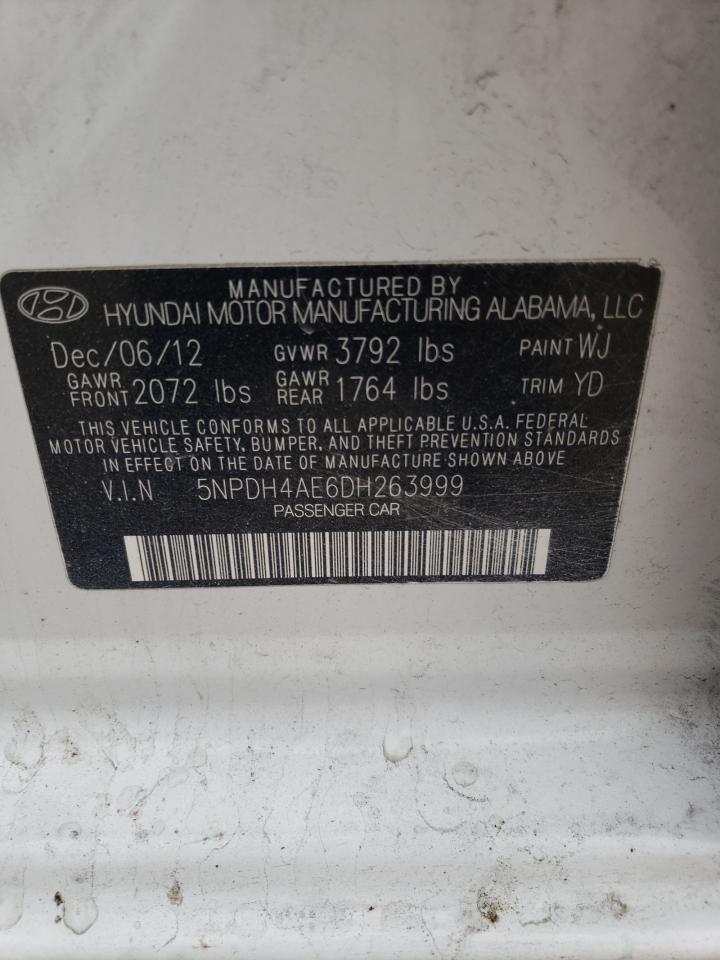 MANUFACTURED BY
HYUNDAI MOTOR MANUFACTURING ALABAMA, LLC
Dec/06/12 GVWR 3792 lbs PAINT WJ
GAWR FRONT 2072 lbs GAWR REAR 1764 lbs TRIM YD
THIS VEHICLE CONFORMS TO ALL APPLICABLE U.S.A. FEDERAL
MOTOR VEHICLE SAFETY, BUMPER, AND THEFT PREVENTION STANDARDS
IN EFFECT ON THE DATE OF MANUFACTURE SHOWN ABOVE.
V.I.N 5NPDH4AE6DH263999
PASSENGER CAR